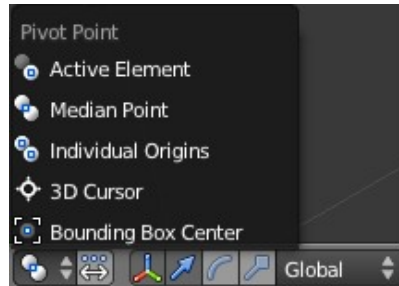 Pivot Point
Active Element
Median Point
Individual Origins
3D Cursor
Bounding Box Center
Global